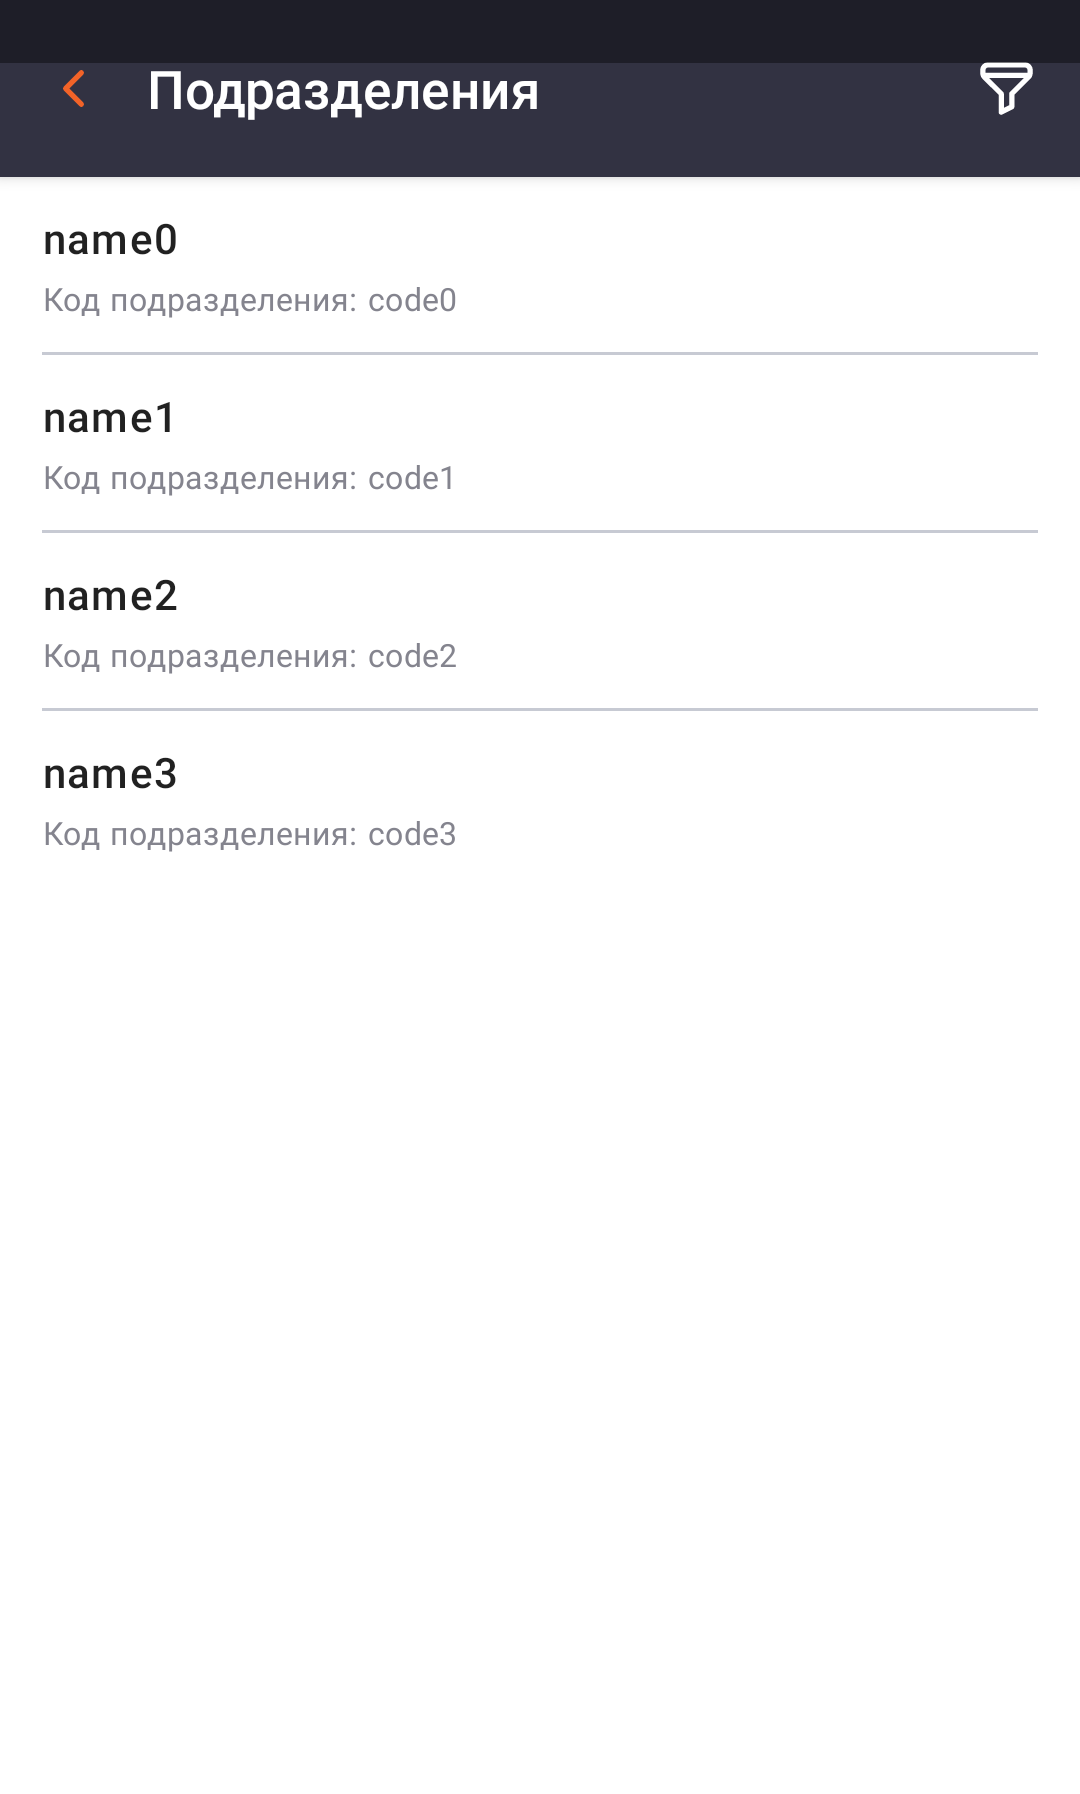 Подразделения
name0
Код подразделения: code0
name1
Код подразделения: code1
name2
Код подразделения: code2
name3
Код подразделения: code3